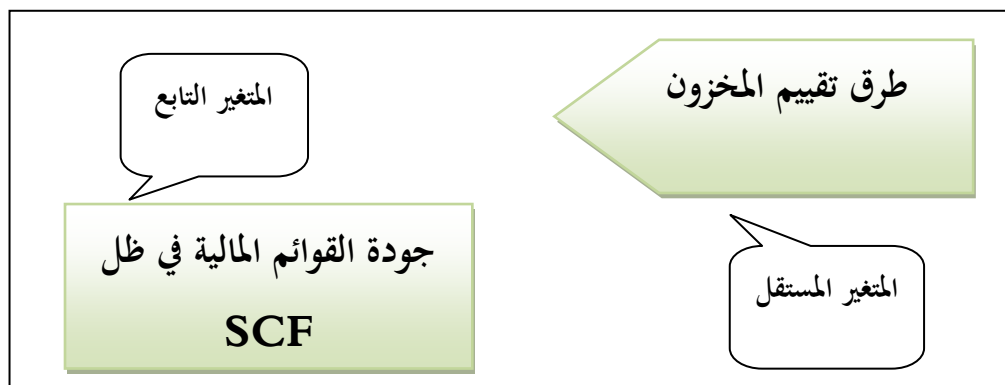 طرق تقييم المخزون
المتغير المستقل
المتغير التابع
جودة القوائم المالية في ظل
SCF